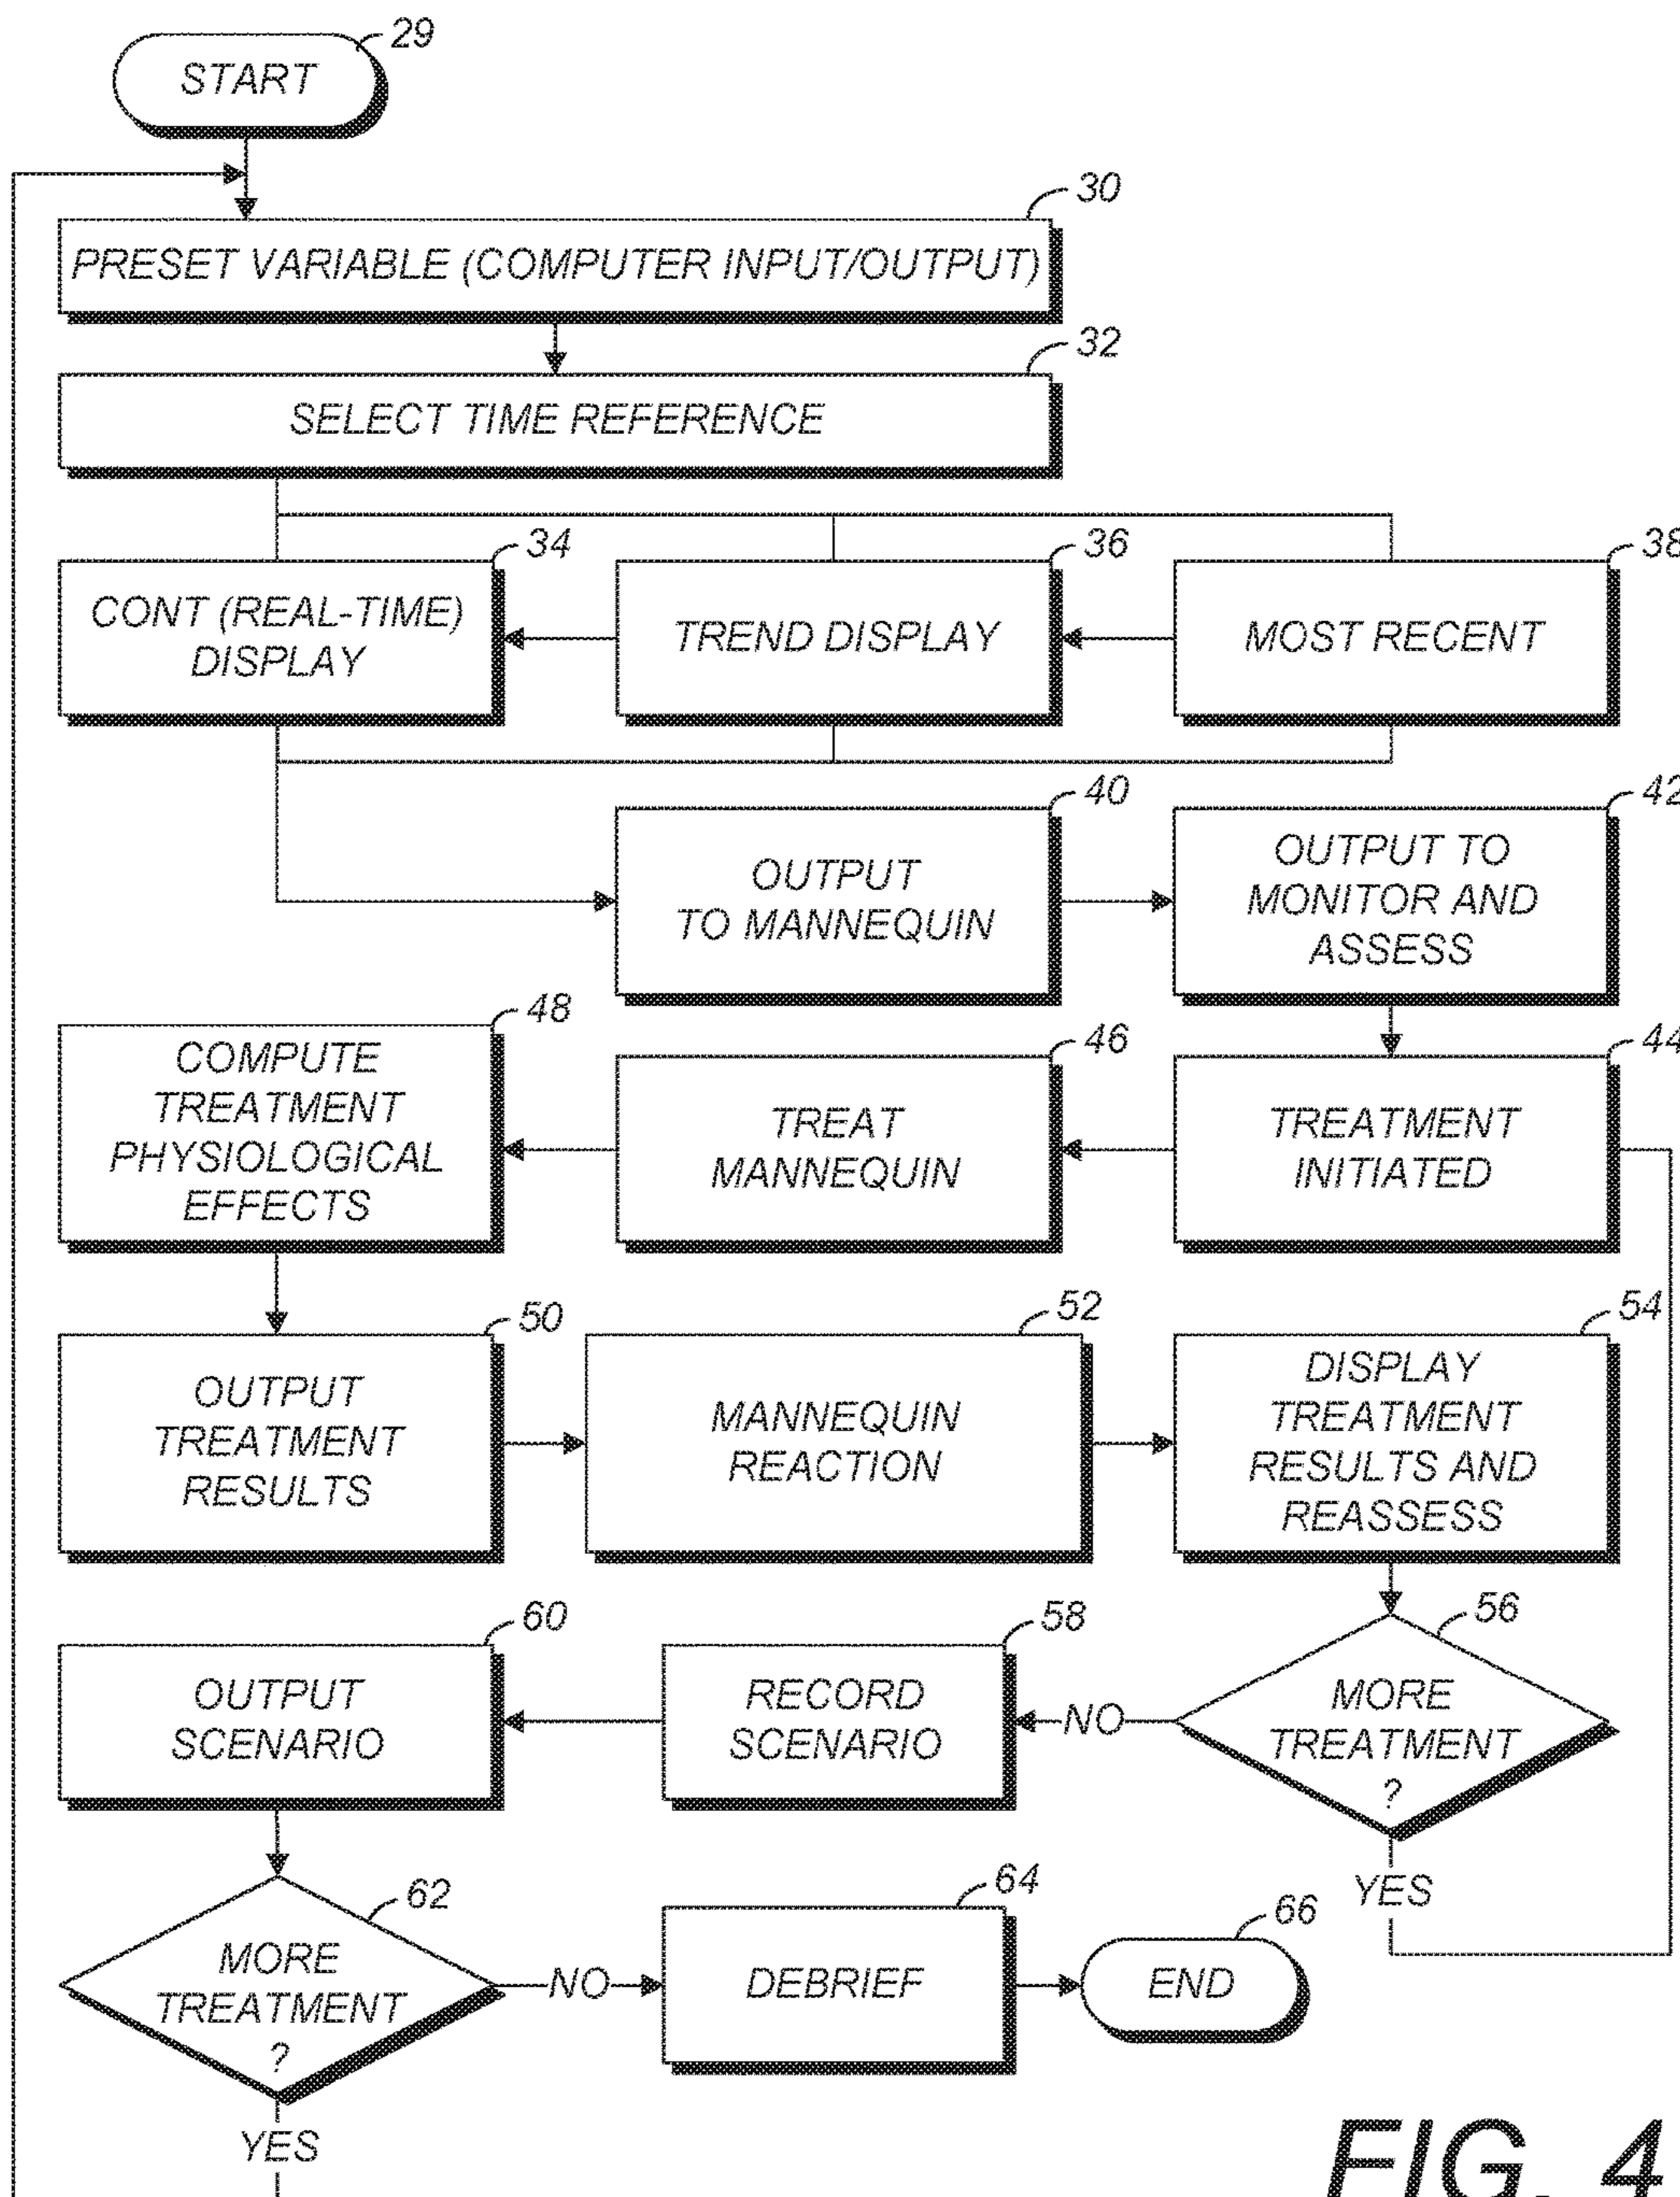 29
START
30
PRESET VARIABLE (COMPUTER INPUT/OUTPUT)
32
SELECT TIME REFERENCE
34
CONT (REAL-TIME)
DISPLAY
36
TREND DISPLAY
38
MOST RECENT
40
OUTPUT
TO MANNEQUIN
42
OUTPUT TO
MONITOR AND
ASSESS
48
COMPUTE
TREATMENT
PHYSIOLOGICAL
EFFECTS
46
TREAT
MANNEQUIN
44
TREATMENT
INITIATED
50
OUTPUT
TREATMENT
RESULTS
52
MANNEQUIN
REACTION
54
DISPLAY
TREATMENT
RESULTS AND
REASSESS
60
OUTPUT
SCENARIO
58
RECORD
SCENARIO
NO
56
MORE
TREATMENT
?
YES
62
MORE
TREATMENT
?
NO
64
DEBRIEF
66
END
YES
FIG. 4